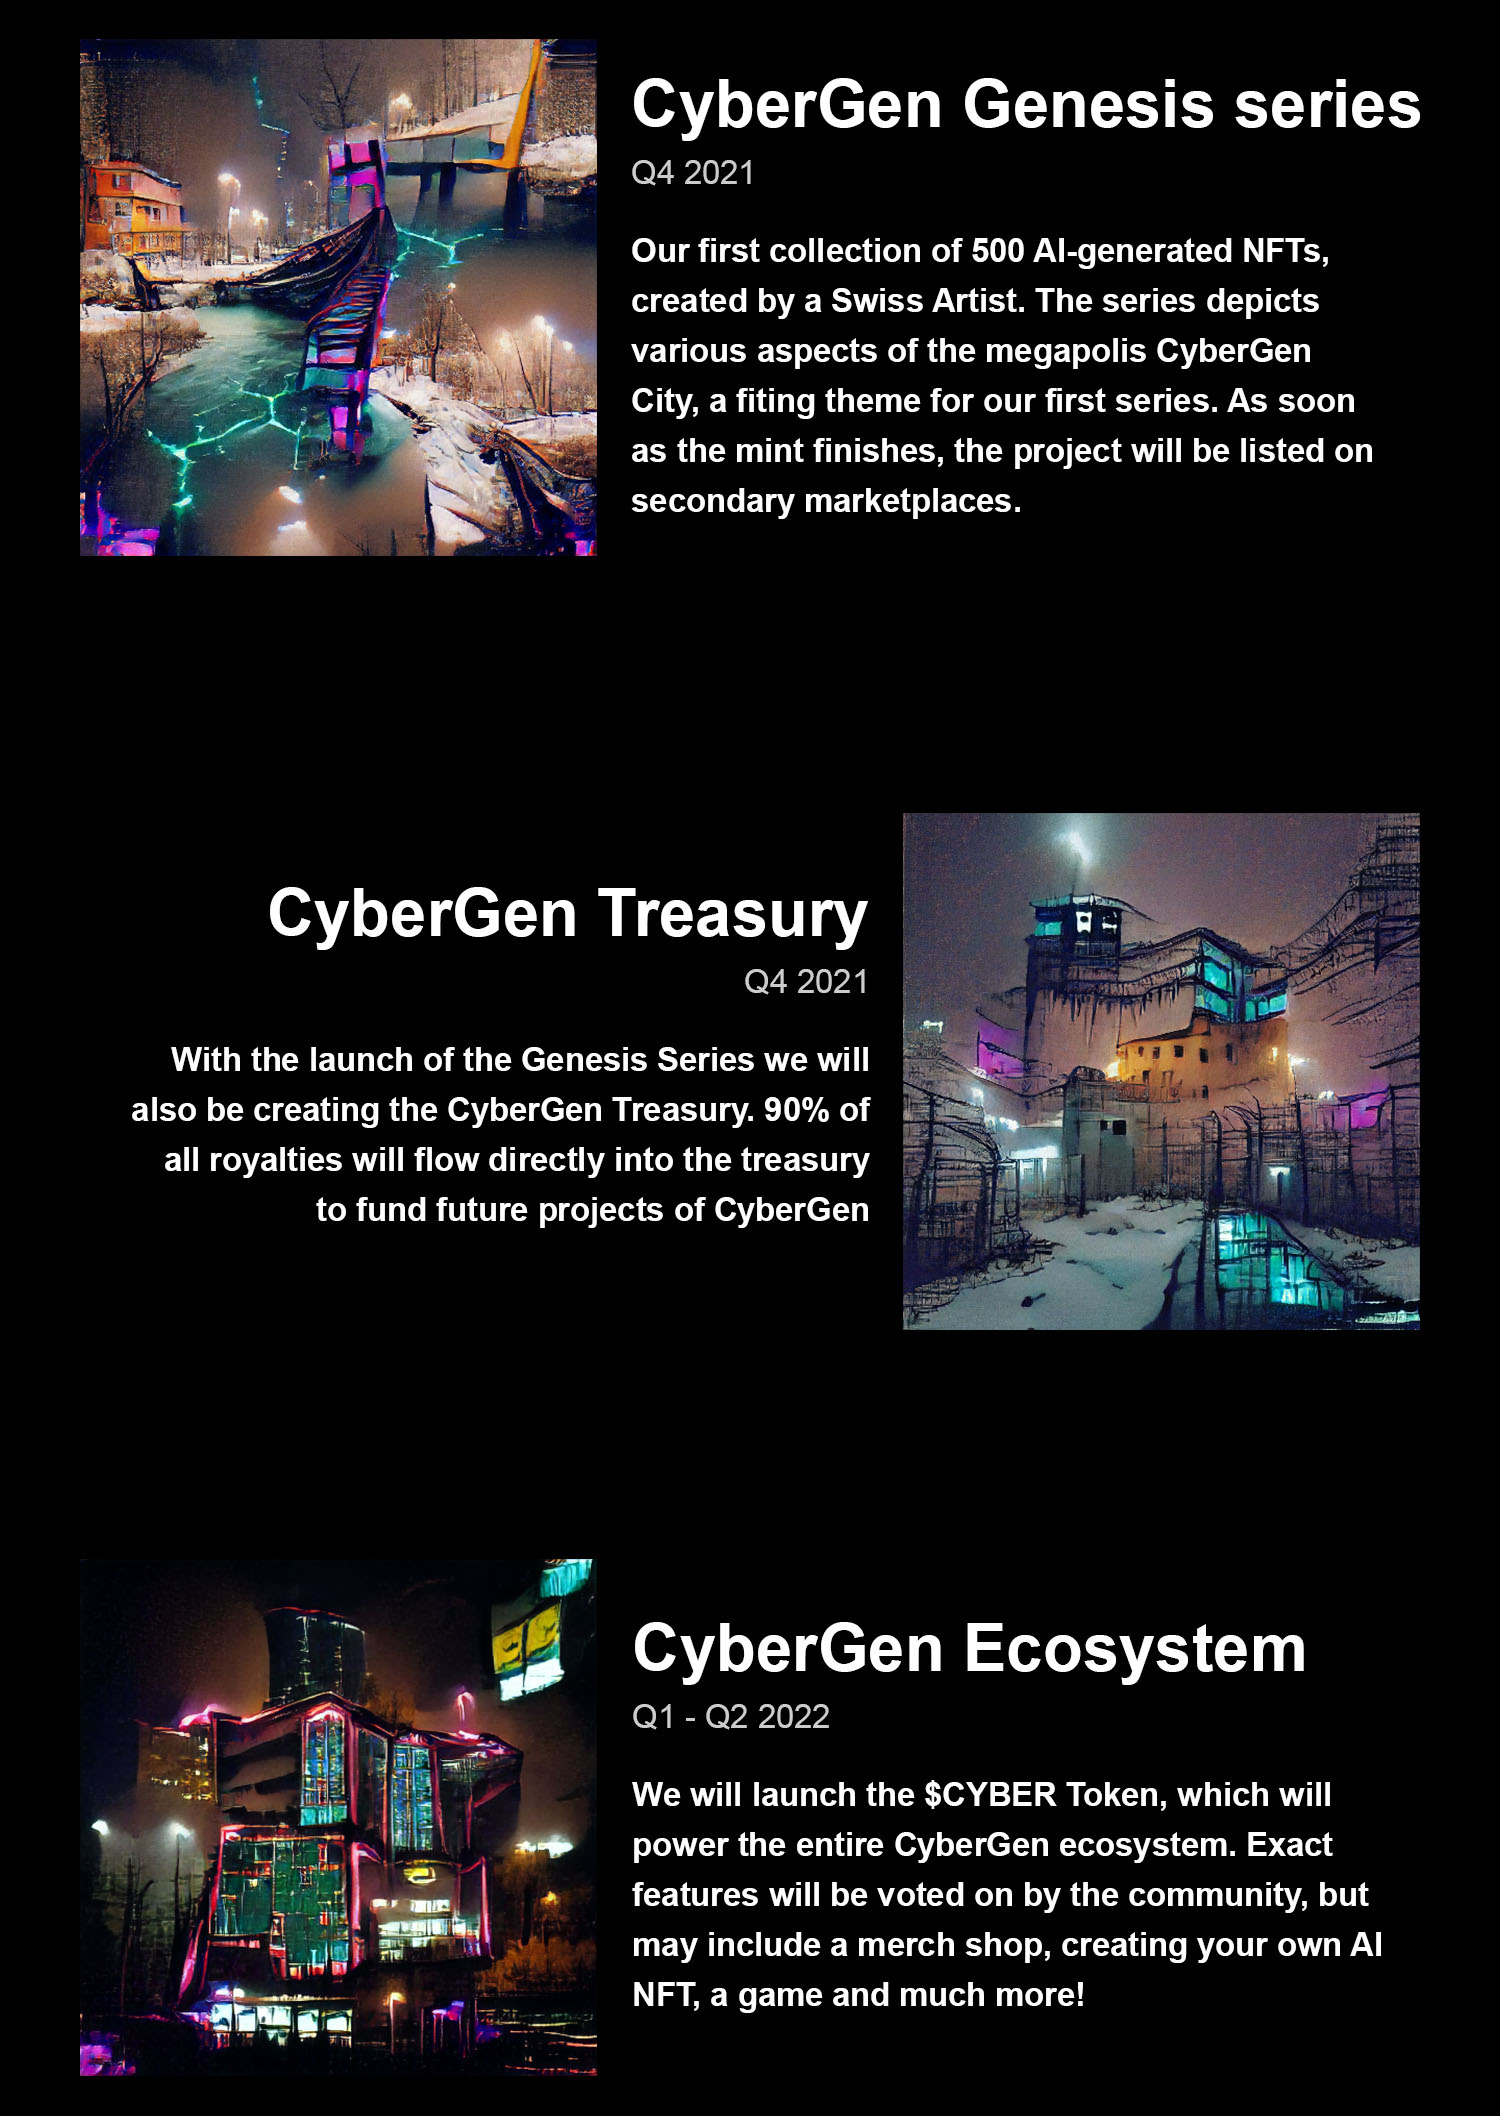 CyberGen Genesis series
Q4 2021
Our first collection of 500 AI-generated NFTs,
created by a Swiss Artist. The series depicts
various aspects of the megapolis CyberGen
City, a fiting theme for our first series. As soon
as the mint finishes, the project will be listed on
secondary marketplaces.
CyberGen Treasury
Q4 2021
With the launch of the Genesis Series we will
also be creating the CyberGen Treasury. 90% of
all royalties will flow directly into the treasury
to fund future projects of CyberGen
CyberGen Ecosystem
Q1 - Q2 2022
We will launch the $CYBER Token, which will
power the entire CyberGen ecosystem. Exact
features will be voted on by the community, but
may include a merch shop, creating your own AI
NFT, a game and much more!